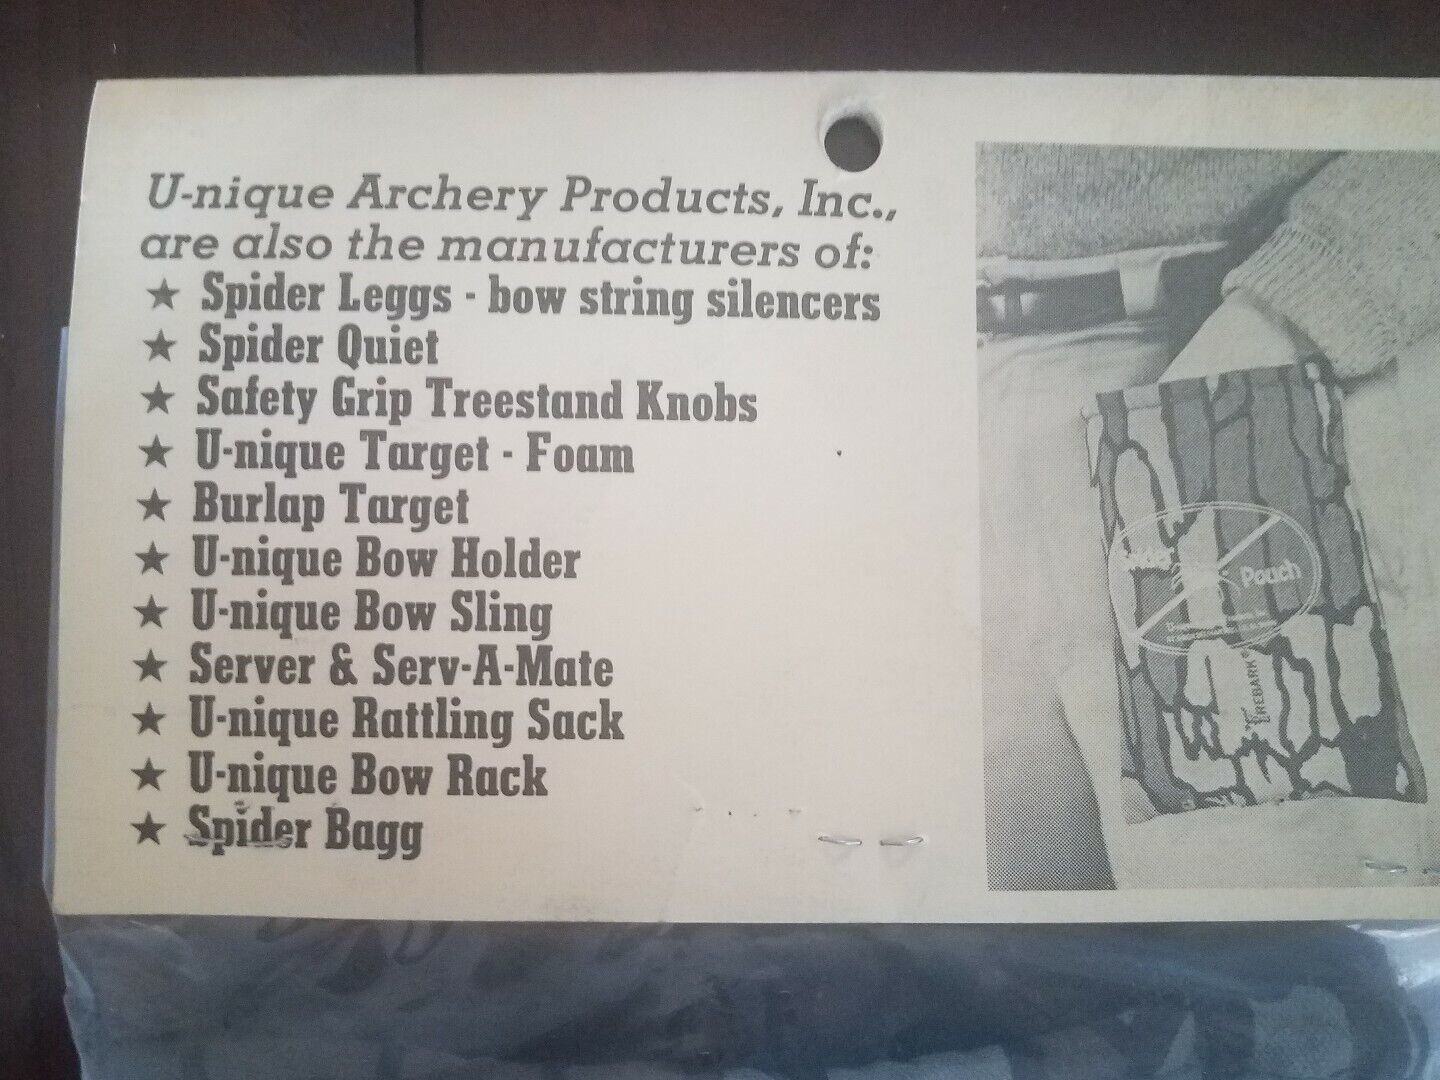 U-nique Archery Products, Inc.,
are also the manufacturers of:
★ Spider Leggs - bow string silencers
★ Spider Quiet
★ Safety Grip Treestand Knobs
★ U-nique Target - Foam
★ Burlap Target
★ U-nique Bow Holder
★ U-nique Bow Sling
★ Server & Serv-A-Mate
★ U-nique Rattling Sack
★ U-nique Bow Rack
★ Spider Bagg
Spider Pouch
TREBARK®